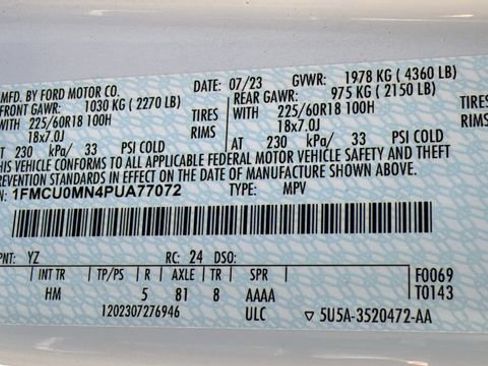 MFD. BY FORD MOTOR CO. DATE: 07/23 GVWR: 1978 KG ( 4360 LB)
FRONT GAWR: 1030 KG ( 2270 LB) REAR GAWR: 975 KG ( 2150 LB)
WITH 225/60R18 100H TIRES WITH 225/60R18 100H TIRES
18x7.0J RIMS 18x7.0J RIMS
AT 230 kPa/ 33 PSI COLD AT 230 kPa/ 33 PSI COLD
THIS VEHICLE CONFORMS TO ALL APPLICABLE FEDERAL MOTOR VEHICLE SAFETY AND THEFT
PREVENTION STANDARDS IN EFFECT ON THE DATE OF MANUFACTURE SHOWN ABOVE.
N: 1FMCU0MN4PUA77072 TYPE: MPV
PNT: YZ RC: 24 DSO:
INT TR TP/PS R AXLE TR SPR F0069
HM 5 81 8 AAAA T0143
1202307276946 ULC ▽ 5U5A-3520472-AA